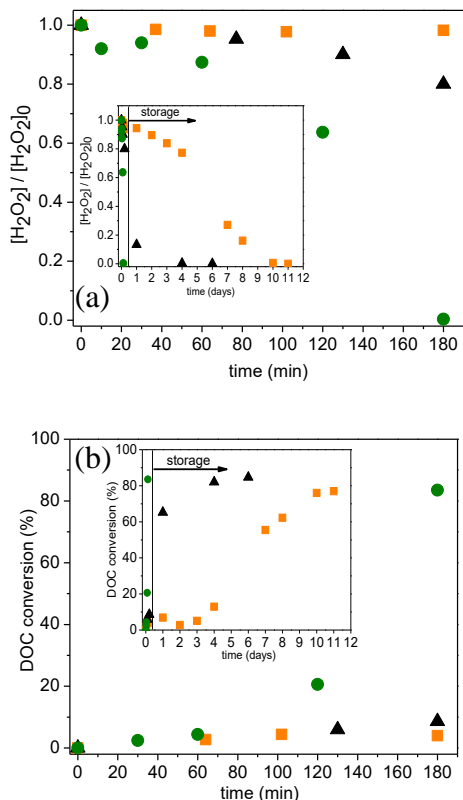 1.0
0.8
0.6
0.4
0.2
0.0
[H₂O₂] / [H₂O₂]₀
storage
1.0
0.8
0.6
0.4
0.2
0.0
[H₂O₂] / [H₂O₂]₀
0 1 2 3 4 5 6 7 8 9 10 11 12
time (days)
(a)
0 20 40 60 80 100 120 140 160 180
time (min)
100
80
60
40
20
0
DOC conversion (%)
(b)
storage
100
80
60
40
20
0
DOC conversion (%)
0 1 2 3 4 5 6 7 8 9 10 11 12
time (days)
0 20 40 60 80 100 120 140 160 180
time (min)